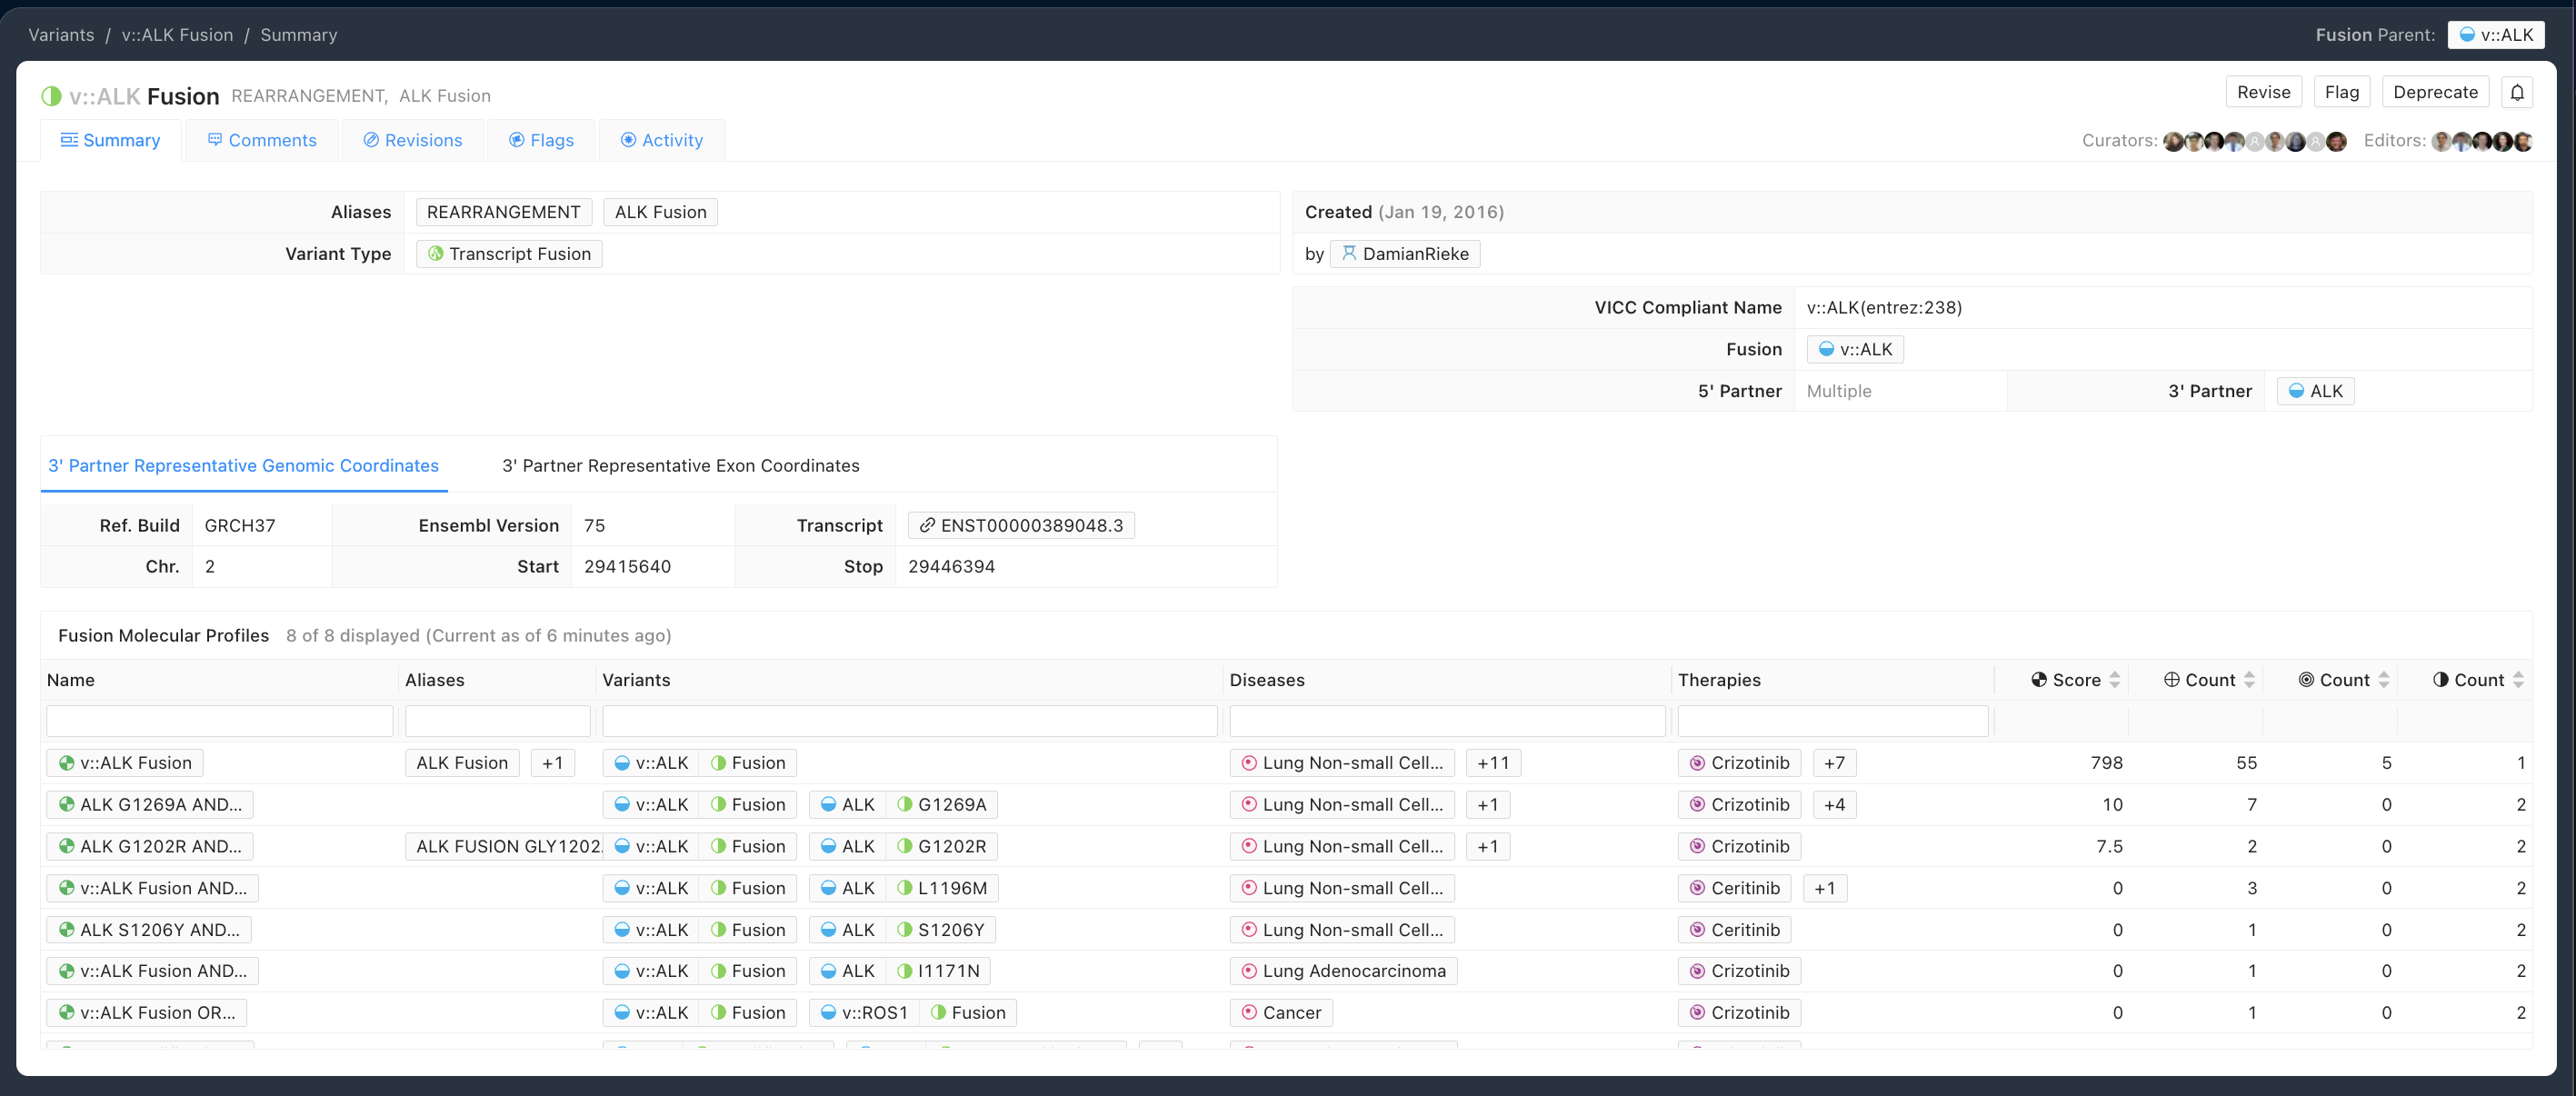 Variants / v::ALK Fusion / Summary
Fusion Parent: v::ALK
v::ALK Fusion REARRANGEMENT, ALK Fusion
Revise Flag Deprecate
Summary Comments Revisions Flags Activity
Curators: Editors:
Aliases REARRANGEMENT ALK Fusion
Variant Type Transcript Fusion
Created (Jan 19, 2016)
by DamianRieke
VICC Compliant Name v::ALK(entrez:238)
Fusion v::ALK
5' Partner Multiple 3' Partner ALK
3' Partner Representative Genomic Coordinates 3' Partner Representative Exon Coordinates
Ref. Build GRCH37 Ensembl Version 75 Transcript ENST00000389048.3
Chr. 2 Start 29415640 Stop 29446394
Fusion Molecular Profiles 8 of 8 displayed (Current as of 6 minutes ago)
Name Aliases Variants Diseases Therapies Score Count Count Count
v::ALK Fusion ALK Fusion +1 v::ALK Fusion Lung Non-small Cell... +11 Crizotinib +7 798 55 5 1
ALK G1269A AND... v::ALK Fusion ALK G1269A Lung Non-small Cell... +1 Crizotinib +4 10 7 0 2
ALK G1202R AND... ALK FUSION GLY1202 v::ALK Fusion ALK G1202R Lung Non-small Cell... +1 Crizotinib 7.5 2 0 2
v::ALK Fusion AND... v::ALK Fusion ALK L1196M Lung Non-small Cell... Ceritinib +1 0 3 0 2
ALK S1206Y AND... v::ALK Fusion ALK S1206Y Lung Non-small Cell... Ceritinib 0 1 0 2
v::ALK Fusion AND... v::ALK Fusion ALK I1171N Lung Adenocarcinoma Crizotinib 0 1 0 2
v::ALK Fusion OR... v::ALK Fusion v::ROS1 Fusion Cancer Crizotinib 0 1 0 2